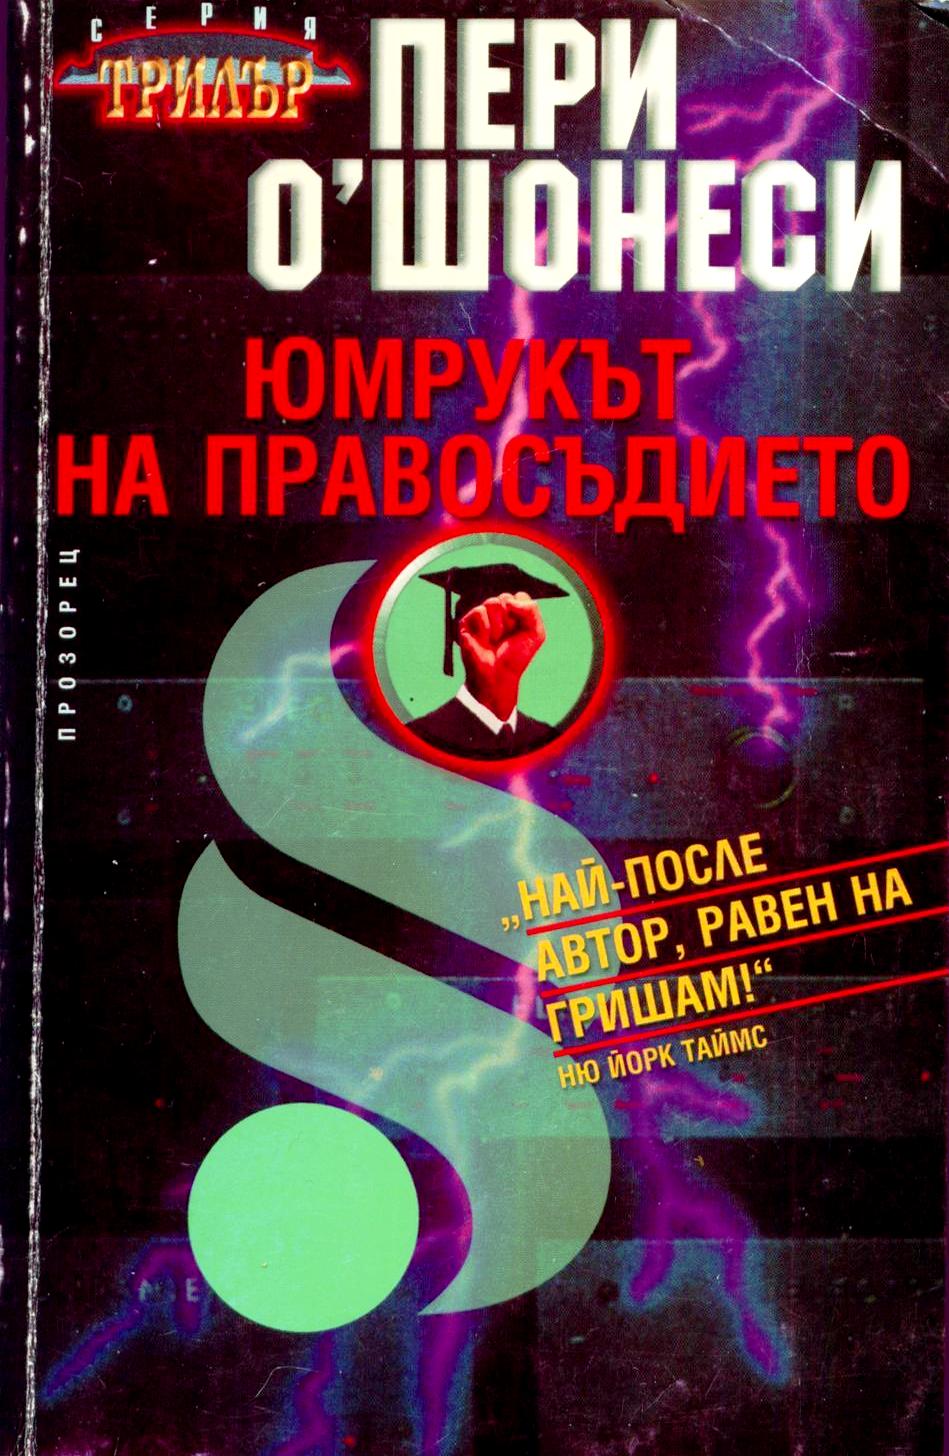 СЕРИЯ
ТРИЛЪР
ПЕРИ
О'ШОНЕСИ
ЮМРУКЪТ
НА ПРАВОСЪДИЕТО
ПРОЗОРЕЦ
„НАЙ-ПОСЛЕ
АВТОР, РАВЕН НА
ГРИШАМ!“
НЮ ЙОРК ТАЙМС